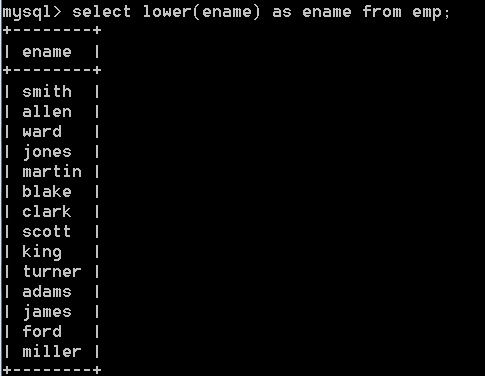 mysql> select lower(ename) as ename from emp;
+--------+
| ename  |
+--------+
| smith  |
| allen  |
| ward   |
| jones  |
| martin |
| blake  |
| clark  |
| scott  |
| king   |
| turner |
| adams  |
| james  |
| ford   |
| miller |
+--------+